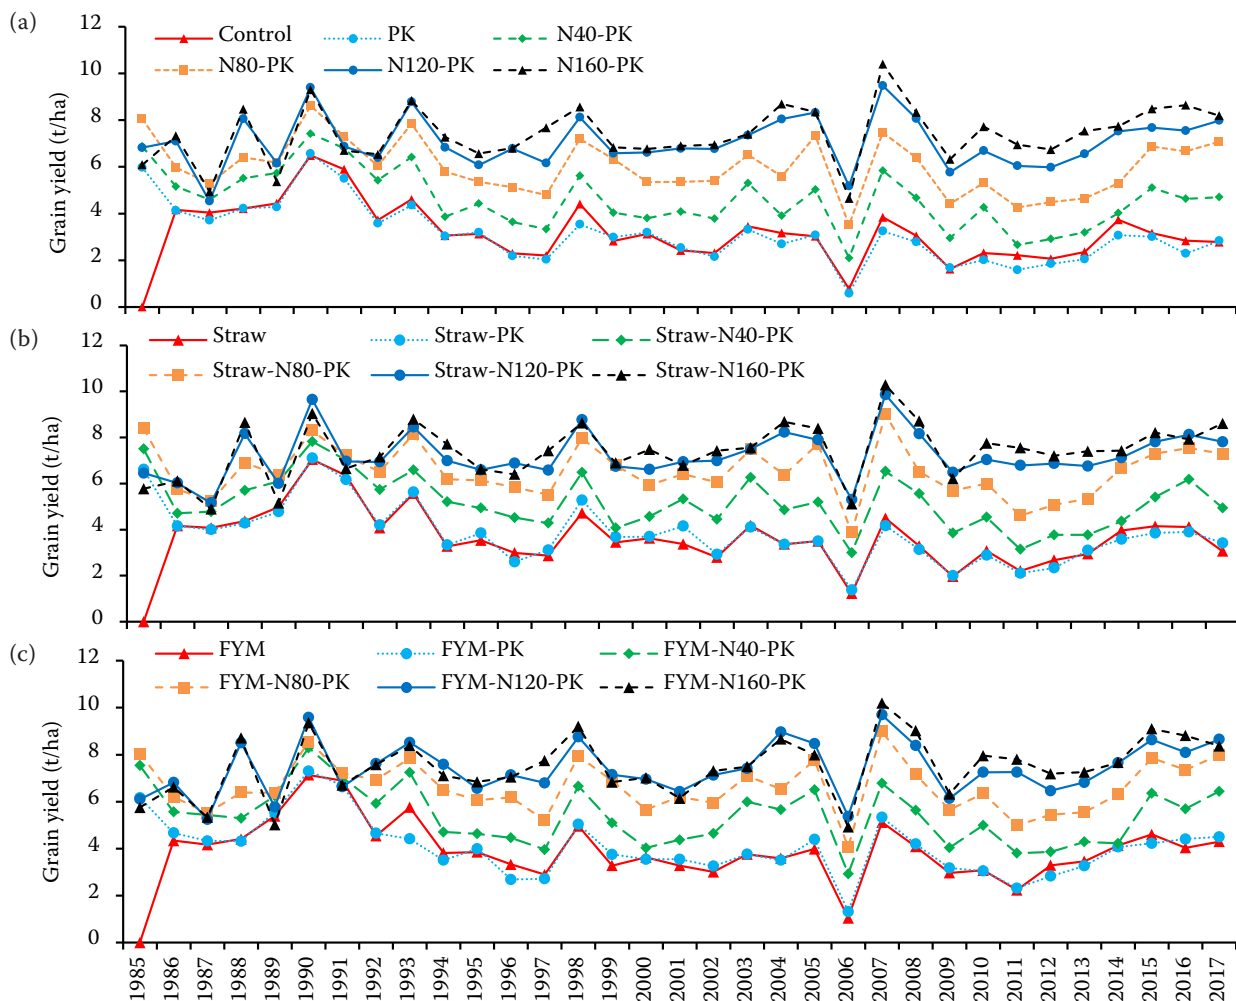 (a)
Grain yield (t/ha)
12
10
8
6
4
2
0
Control PK N40-PK
N80-PK N120-PK N160-PK
(b)
Grain yield (t/ha)
12
10
8
6
4
2
0
Straw Straw-PK Straw-N40-PK
Straw-N80-PK Straw-N120-PK Straw-N160-PK
(c)
Grain yield (t/ha)
12
10
8
6
4
2
0
FYM FYM-PK FYM-N40-PK
FYM-N80-PK FYM-N120-PK FYM-N160-PK
1985 1986 1987 1988 1989 1990 1991 1992 1993 1994 1995 1996 1997 1998 1999 2000 2001 2002 2003 2004 2005 2006 2007 2008 2009 2010 2011 2012 2013 2014 2015 2016 2017